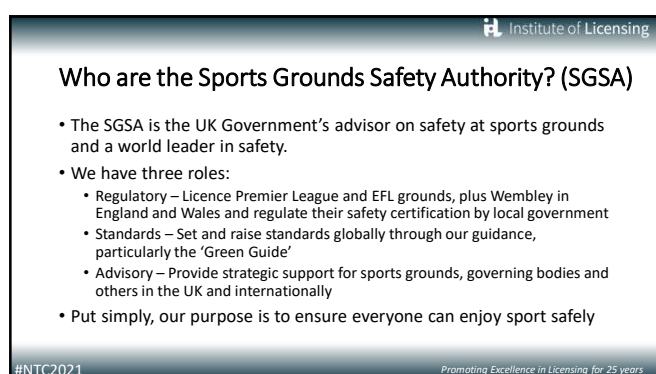 iol Institute of Licensing
Who are the Sports Grounds Safety Authority? (SGSA)
• The SGSA is the UK Government's advisor on safety at sports grounds
and a world leader in safety.
• We have three roles:
• Regulatory – Licence Premier League and EFL grounds, plus Wembley in
England and Wales and regulate their safety certification by local government
• Standards – Set and raise standards globally through our guidance,
particularly the ‘Green Guide’
• Advisory – Provide strategic support for sports grounds, governing bodies and
others in the UK and internationally
• Put simply, our purpose is to ensure everyone can enjoy sport safely
#NTC2021
Promoting Excellence in Licensing for 25 years